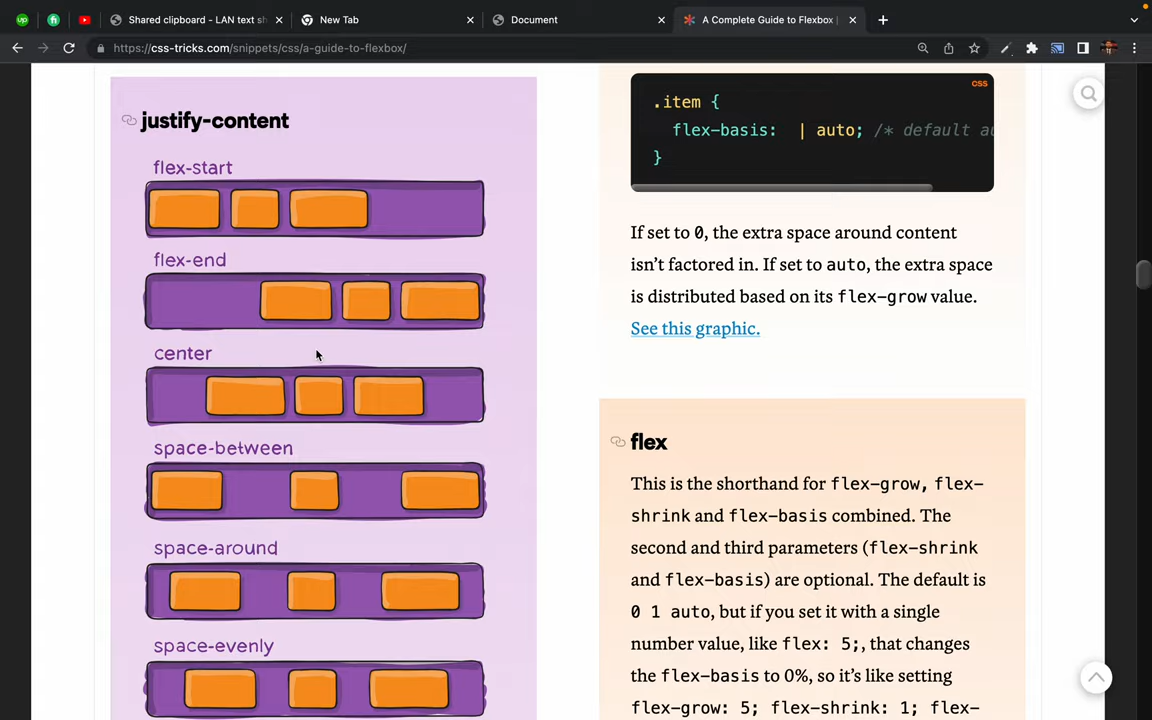 Shared clipboard - LAN text sh
New Tab
Document
A Complete Guide to Flexbox
https://css-tricks.com/snippets/css/a-guide-to-flexbox/
justify-content
flex-start
flex-end
center
space-between
space-around
space-evenly
CSS
.item {
flex-basis:  | auto; /* default au
}
If set to 0, the extra space around content
isn’t factored in. If set to auto, the extra space
is distributed based on its flex-grow value.
See this graphic.
flex
This is the shorthand for flex-grow, flex-
shrink and flex-basis combined. The
second and third parameters (flex-shrink
and flex-basis) are optional. The default is
0 1 auto, but if you set it with a single
number value, like flex: 5;, that changes
the flex-basis to 0%, so it’s like setting
flex-grow: 5; flex-shrink: 1; flex-